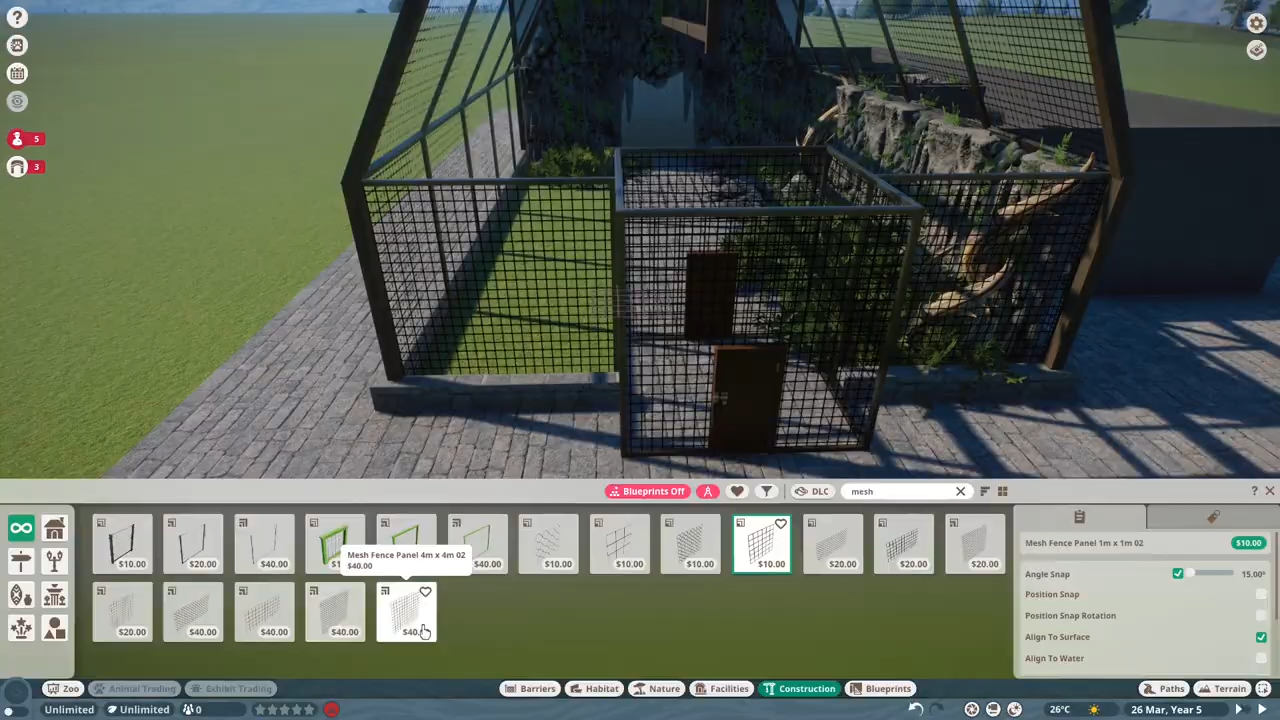 ?
5
3
Blueprints Off
DLC
mesh
? ×
$10.00
$20.00
$40.00
$40.00
$10.00
$10.00
$10.00
$10.00
$20.00
$20.00
$20.00
Mesh Fence Panel 4m x 4m 02
$40.00
$20.00
$40.00
$40.00
$40.00
Mesh Fence Panel 1m x 1m 02
$10.00
Angle Snap
15.00°
Position Snap
Position Snap Rotation
Align To Surface
Align To Water
Zoo
Animal Trading
Exhibit Trading
Barriers
Habitat
Nature
Facilities
Construction
Blueprints
Paths
Terrain
Unlimited
Unlimited
0
26°C
26 Mar, Year 5